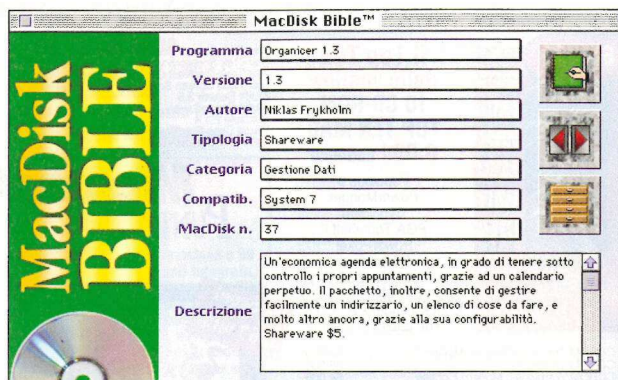 MacDisk Bible™
MacDisk
BIBLE
Programma Organicer 1.3
Versione 1.3
Autore Niklas Frykholm
Tipologia Shareware
Categoria Gestione Dati
Compatib. System 7
MacDisk n. 37
Descrizione
Un'economica agenda elettronica, in grado di tenere sotto
controllo i propri appuntamenti, grazie ad un calendario
perpetuo. Il pacchetto, inoltre, consente di gestire
facilmente un indirizzario, un elenco di cose da fare, e
molto altro ancora, grazie alla sua configurabilità.
Shareware $5.